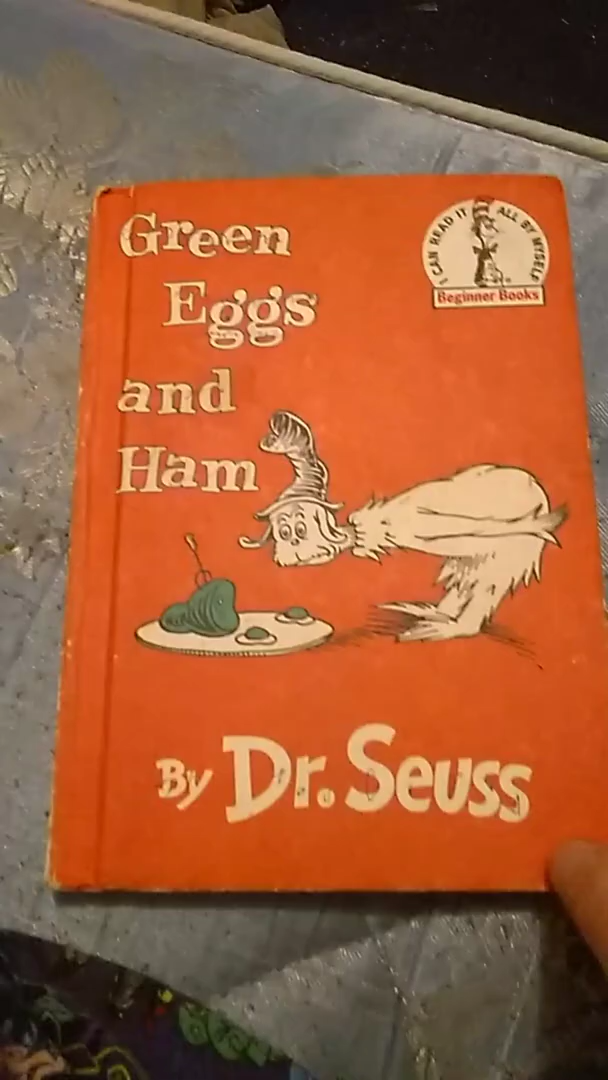 Green
Eggs
and
Ham
I CAN READ IT ALL BY MYSELF
Beginner Books
By Dr. Seuss